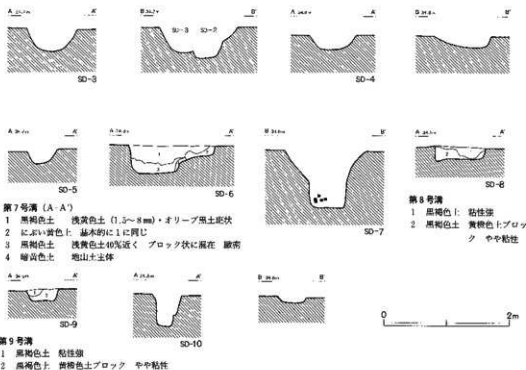 A A'
SD-3
B B'
SD-3 SD-2
A A'
SD-4
B B'
A A'
SD-5
A A'
1
2
SD-6
B B'
SD-7
A A'
SD-8
第7号溝 (A-A')
1 黒褐色土 浅黄色土 (1.5~8㎜)・オリーブ黒土斑状
2 にぶい黄色土 基本的に1に同じ
3 黒褐色土 浅黄色土40%近く ブロック状に混在 緻密
4 暗黄色土 地山土主体
第8号溝
1 黒褐色土 粘性強
2 黒褐色土 黄橙色土ブロッ
ク やや粘性
SD-9
A A'
SD-10
B B'
0 2m
第9号溝
1 黒褐色土 粘性強
2 黒褐色土 黄橙色土ブロック やや粘性